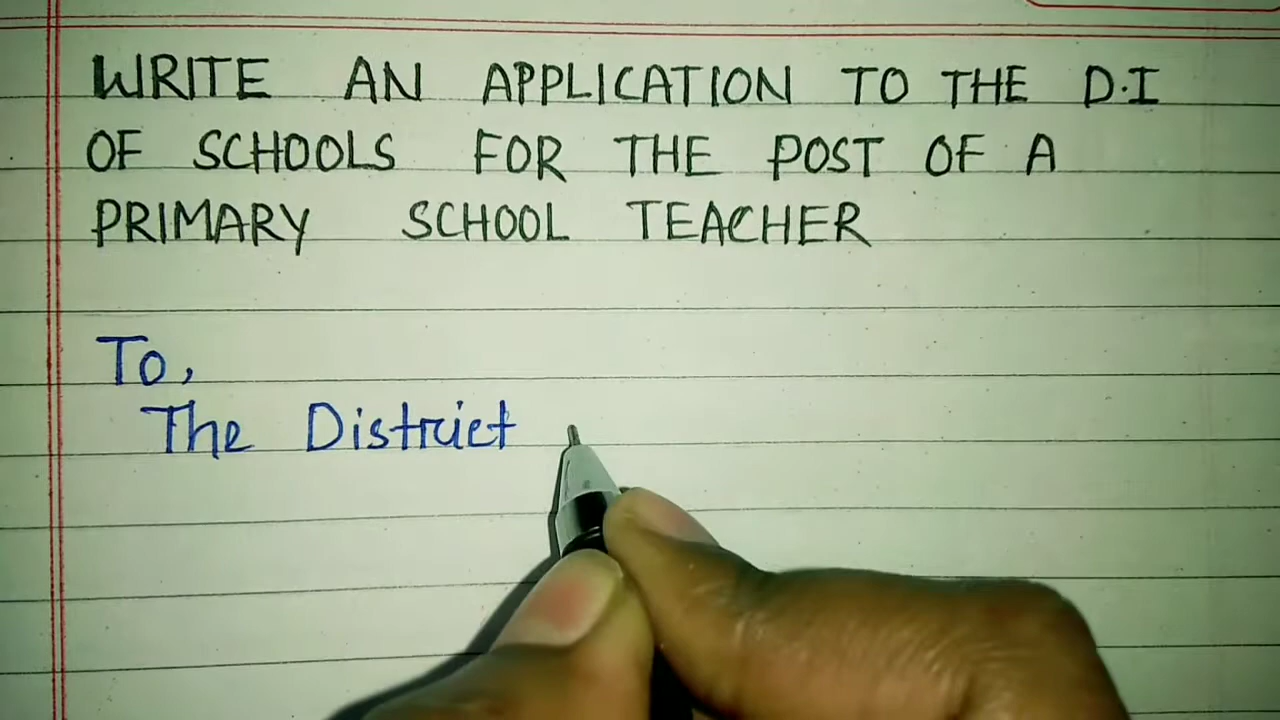 WRITE AN APPLICATION TO THE D.I
OF SCHOOLS FOR THE POST OF A
PRIMARY SCHOOL TEACHER
To,
The District